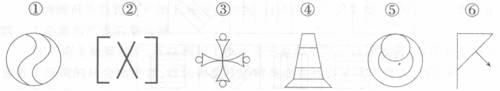 ① ② ③ ④ ⑤ ⑥